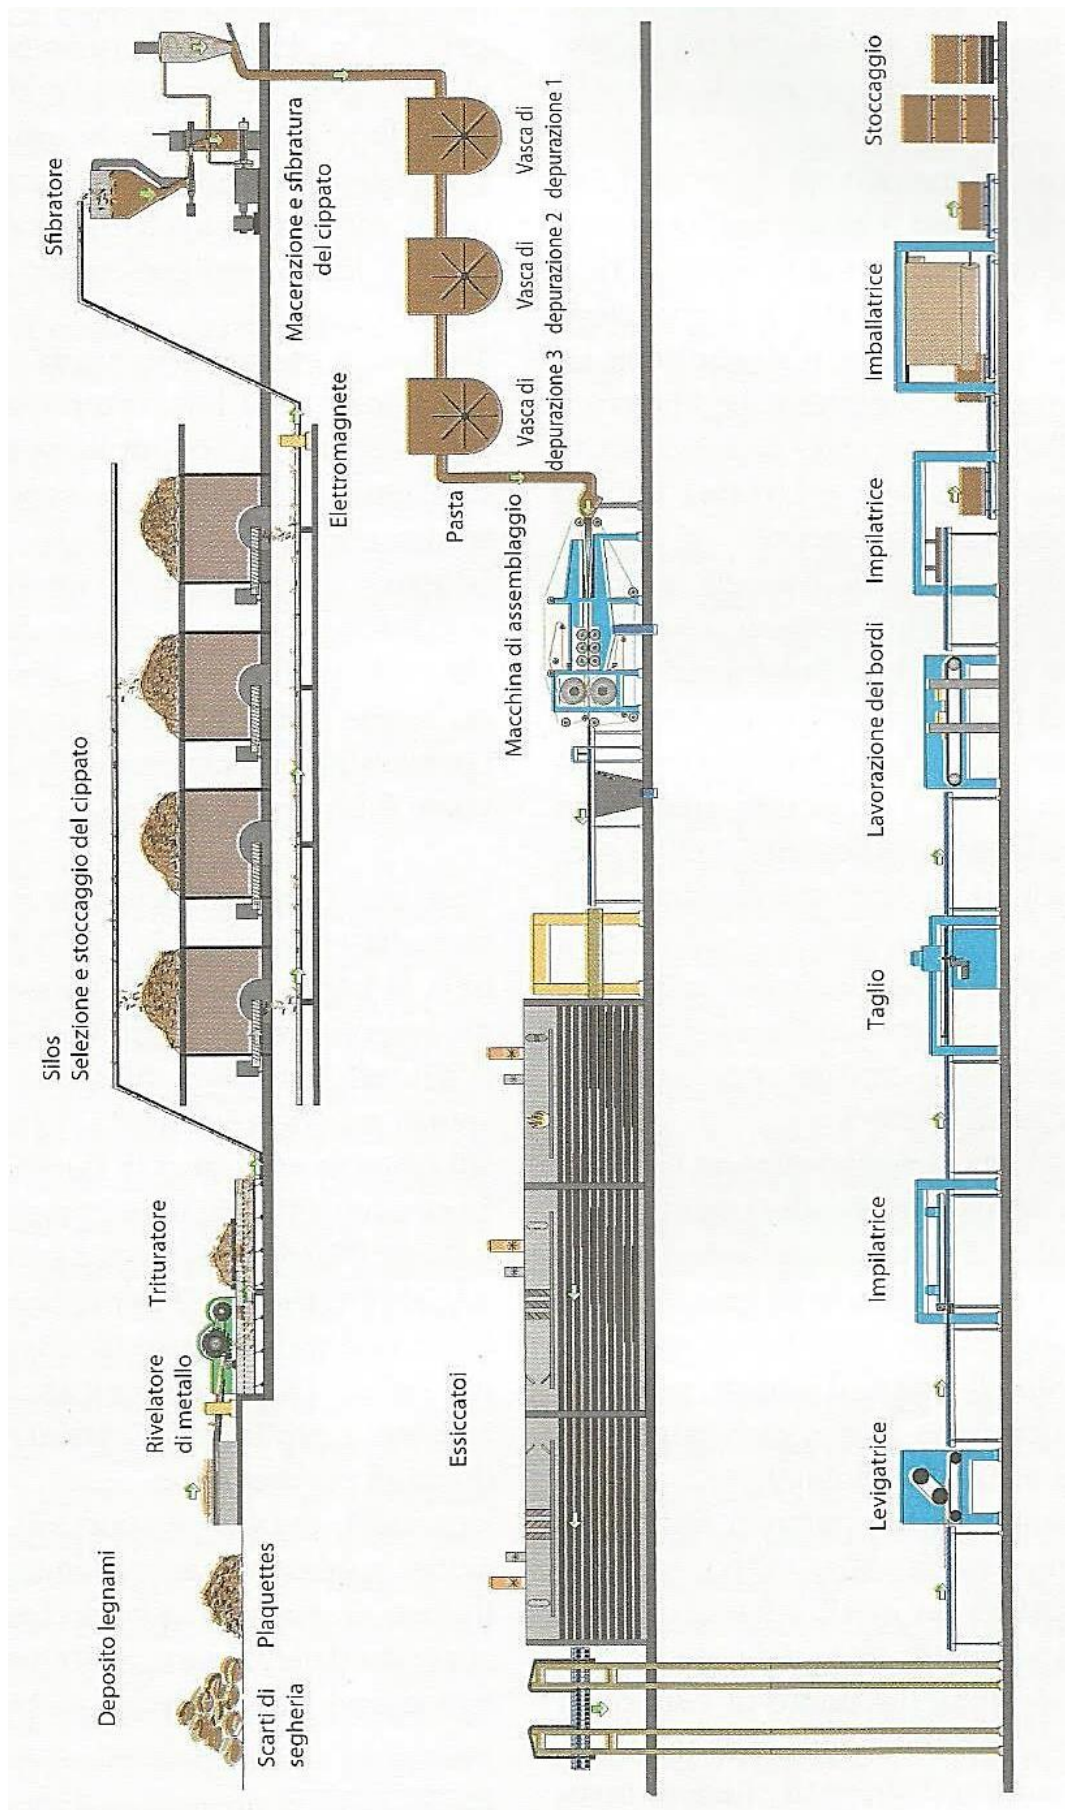 Deposito legnami
Scarti di
segheria
Plaquettes
Rivelatore
di metallo
Trituratore
Silos
Selezione e stoccaggio del cippato
Elettromagnete
Sfibratore
Macerazione e sfibratura
del cippato
Vasca di
depurazione 1
Vasca di
depurazione 2
Vasca di
depurazione 3
Pasta
Macchina di assemblaggio
Essiccatoi
Levigatrice
Impilatrice
Taglio
Lavorazione dei bordi
Impilatrice
Imballatrice
Stoccaggio